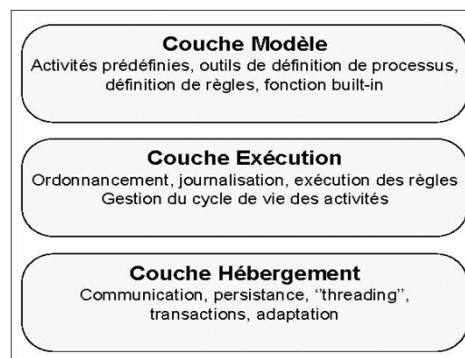 Couche Modèle
Activités prédéfinies, outils de définition de processus,
définition de règles, fonction built-in
Couche Exécution
Ordonnancement, journalisation, exécution des règles
Gestion du cycle de vie des activités
Couche Hébergement
Communication, persistance, "threading",
transactions, adaptation